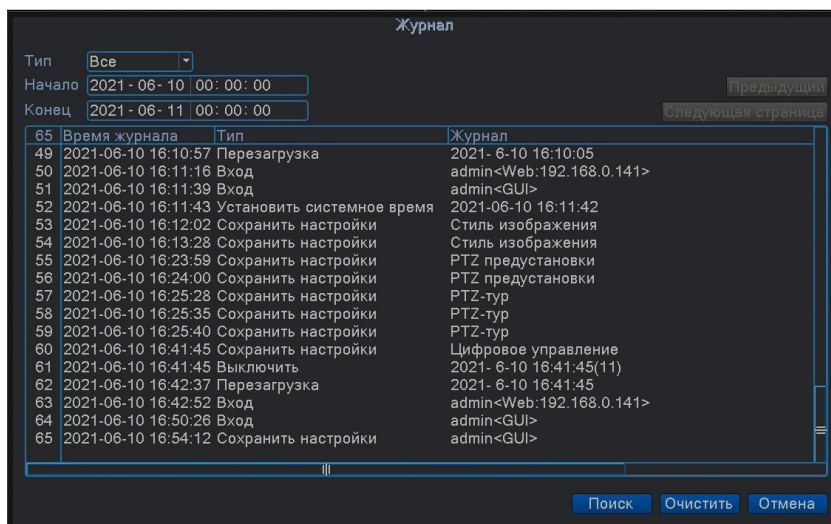 Журнал
Тип Все
Начало 2021-06-10 00:00:00 Предыдущий
Конец 2021-06-11 00:00:00 Следующая страница
65 Время журнала Тип Журнал
49 2021-06-10 16:10:57 Перезагрузка 2021- 6-10 16:10:05
50 2021-06-10 16:11:16 Вход admin<Web:192.168.0.141>
51 2021-06-10 16:11:39 Вход admin<GUI>
52 2021-06-10 16:11:43 Установить системное время 2021-06-10 16:11:42
53 2021-06-10 16:12:02 Сохранить настройки Стиль изображения
54 2021-06-10 16:13:28 Сохранить настройки Стиль изображения
55 2021-06-10 16:23:59 Сохранить настройки PTZ предустановки
56 2021-06-10 16:24:00 Сохранить настройки PTZ предустановки
57 2021-06-10 16:25:28 Сохранить настройки PTZ-тур
58 2021-06-10 16:25:35 Сохранить настройки PTZ-тур
59 2021-06-10 16:25:40 Сохранить настройки PTZ-тур
60 2021-06-10 16:41:45 Сохранить настройки Цифровое управление
61 2021-06-10 16:41:45 Выключить 2021- 6-10 16:41:45(11)
62 2021-06-10 16:42:37 Перезагрузка 2021- 6-10 16:41:45
63 2021-06-10 16:42:52 Вход admin<Web:192.168.0.141>
64 2021-06-10 16:50:26 Вход admin<GUI>
65 2021-06-10 16:54:12 Сохранить настройки admin<GUI>
Поиск Очистить Отмена